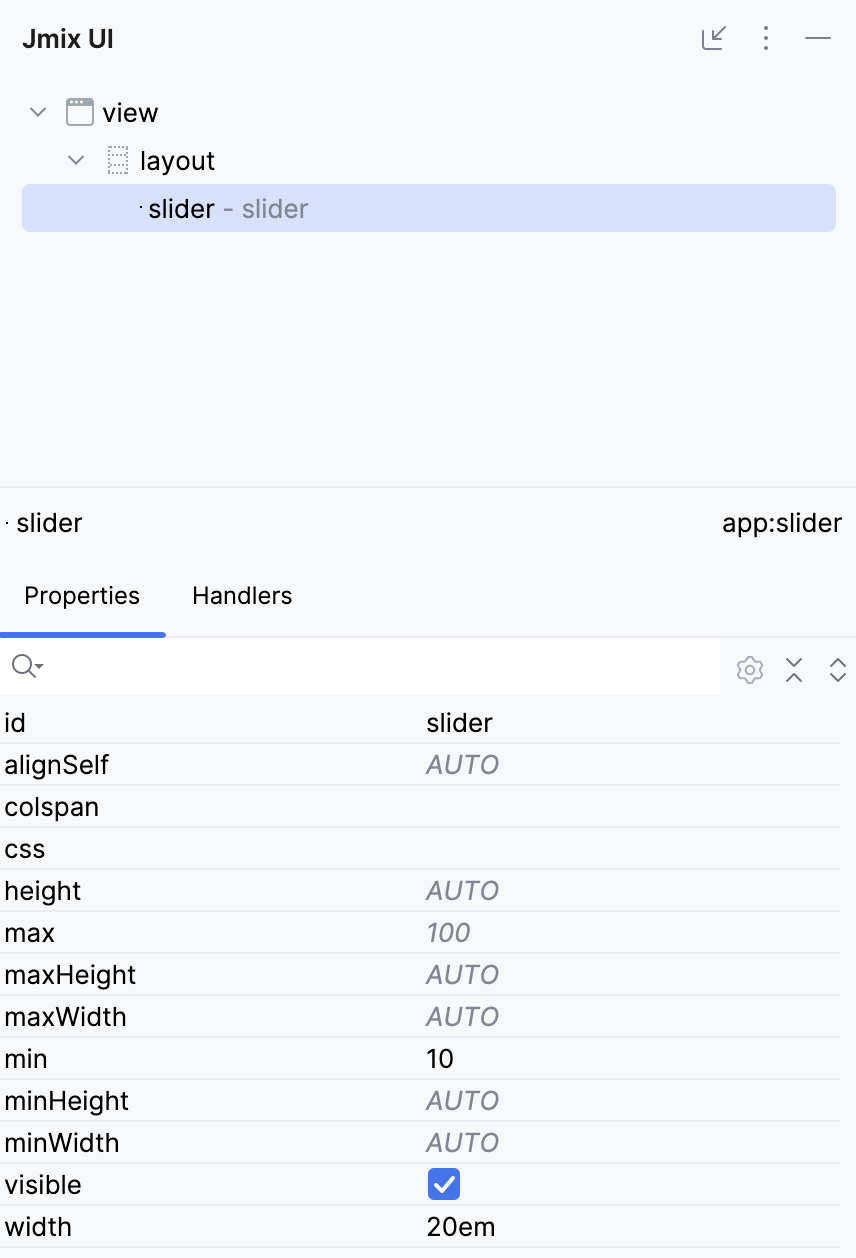 Jmix UI
view
layout
slider - slider
slider app:slider
Properties Handlers
id slider
alignSelf AUTO
colspan
css
height AUTO
max 100
maxHeight AUTO
maxWidth AUTO
min 10
minHeight AUTO
minWidth AUTO
visible
width 20em